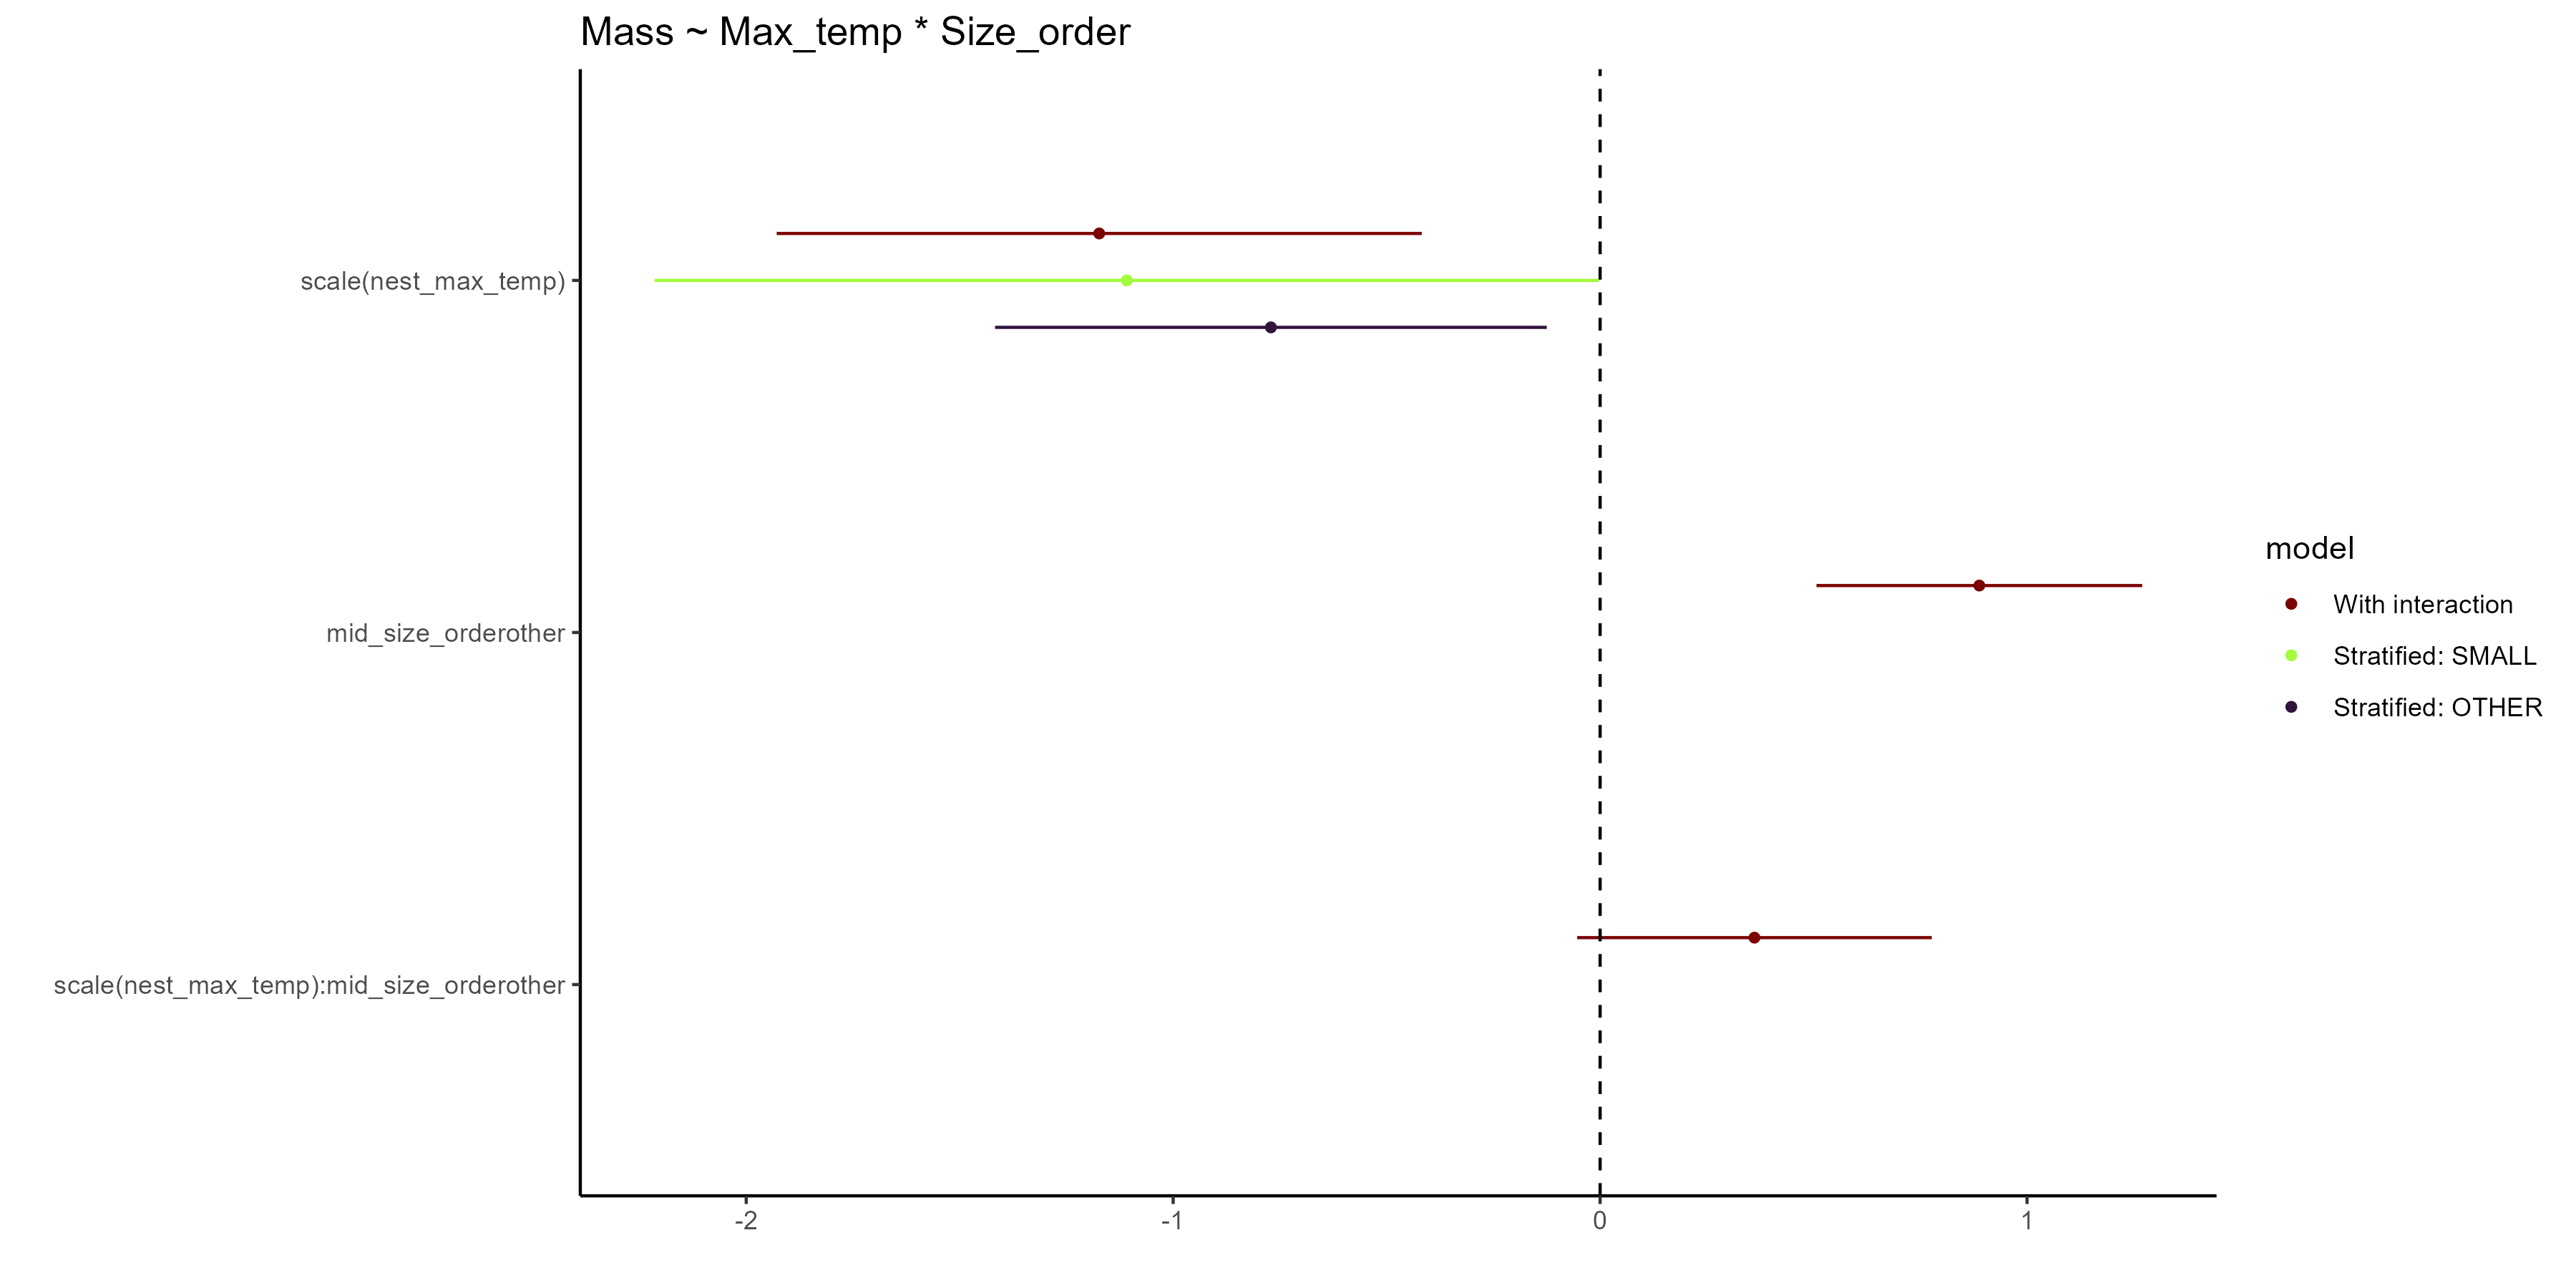 Mass ~ Max_temp * Size_order
scale(nest_max_temp)
mid_size_orderother
scale(nest_max_temp):mid_size_orderother
-2
-1
0
1
model
With interaction
Stratified: SMALL
Stratified: OTHER